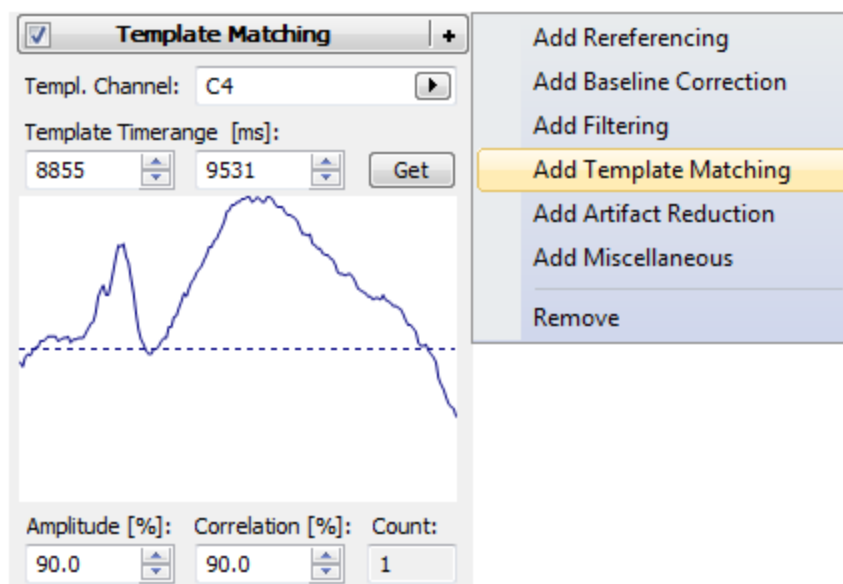 Template Matching +
Templ. Channel: C4
Template Timerange [ms]:
8855 9531 Get
Amplitude [%]: Correlation [%]: Count:
90.0 90.0 1
Add Rereferencing
Add Baseline Correction
Add Filtering
Add Template Matching
Add Artifact Reduction
Add Miscellaneous
Remove